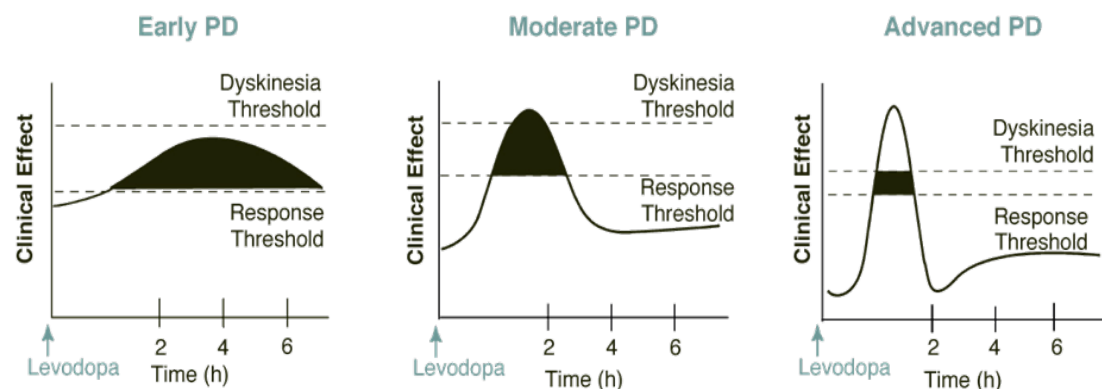 Early PD
Moderate PD
Advanced PD
Clinical Effect
Dyskinesia
Threshold
Response
Threshold
2
4
6
Levodopa
Time (h)
Clinical Effect
Dyskinesia
Threshold
Response
Threshold
2
4
6
Levodopa
Time (h)
Clinical Effect
Dyskinesia
Threshold
Response
Threshold
2
4
6
Levodopa
Time (h)